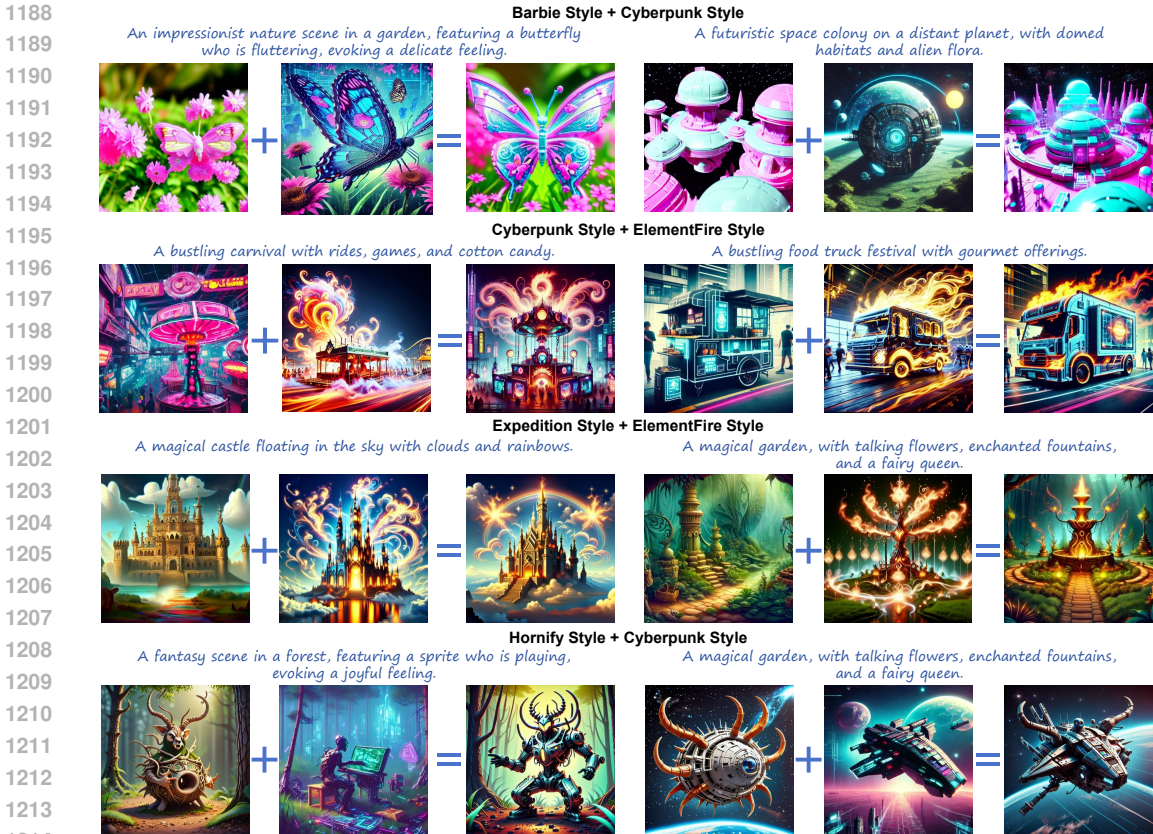 1188
1189
1190
1191
1192
1193
1194
1195
1196
1197
1198
1199
1200
1201
1202
1203
1204
1205
1206
1207
1208
1209
1210
1211
1212
1213
Barbie Style + Cyberpunk Style
An impressionist nature scene in a garden, featuring a butterfly
who is fluttering, evoking a delicate feeling.
A futuristic space colony on a distant planet, with domed
habitats and alien flora.
+ = + =
Cyberpunk Style + ElementFire Style
A bustling carnival with rides, games, and cotton candy.
A bustling food truck festival with gourmet offerings.
+ = + =
Expedition Style + ElementFire Style
A magical castle floating in the sky with clouds and rainbows.
A magical garden, with talking flowers, enchanted fountains,
and a fairy queen.
+ = + =
Hornify Style + Cyberpunk Style
A fantasy scene in a forest, featuring a sprite who is playing,
evoking a joyful feeling.
A magical garden, with talking flowers, enchanted fountains,
and a fairy queen.
+ = + =